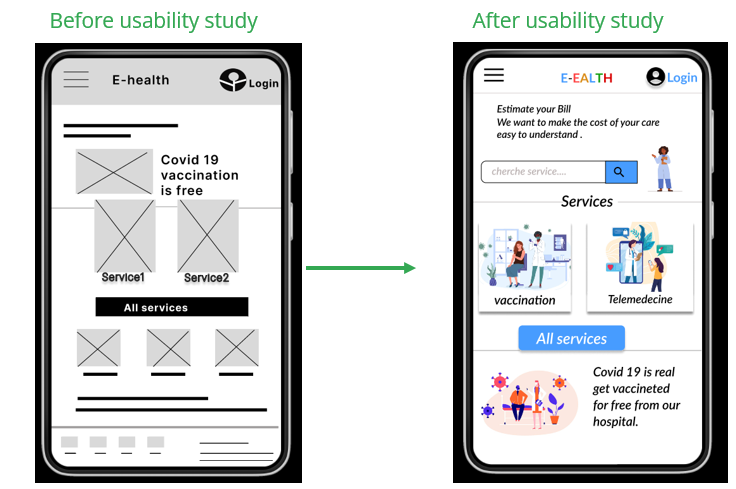 Before usability study
After usability study
E-health
Login
Covid 19
vaccination
is free
Service1
Service2
All services
E-EALTH
Login
Estimate your Bill
We want to make the cost of your care
easy to understand .
cherche service....
Services
vaccination
Telemedecine
All services
Covid 19 is real
get vaccineted
for free from our
hospital.